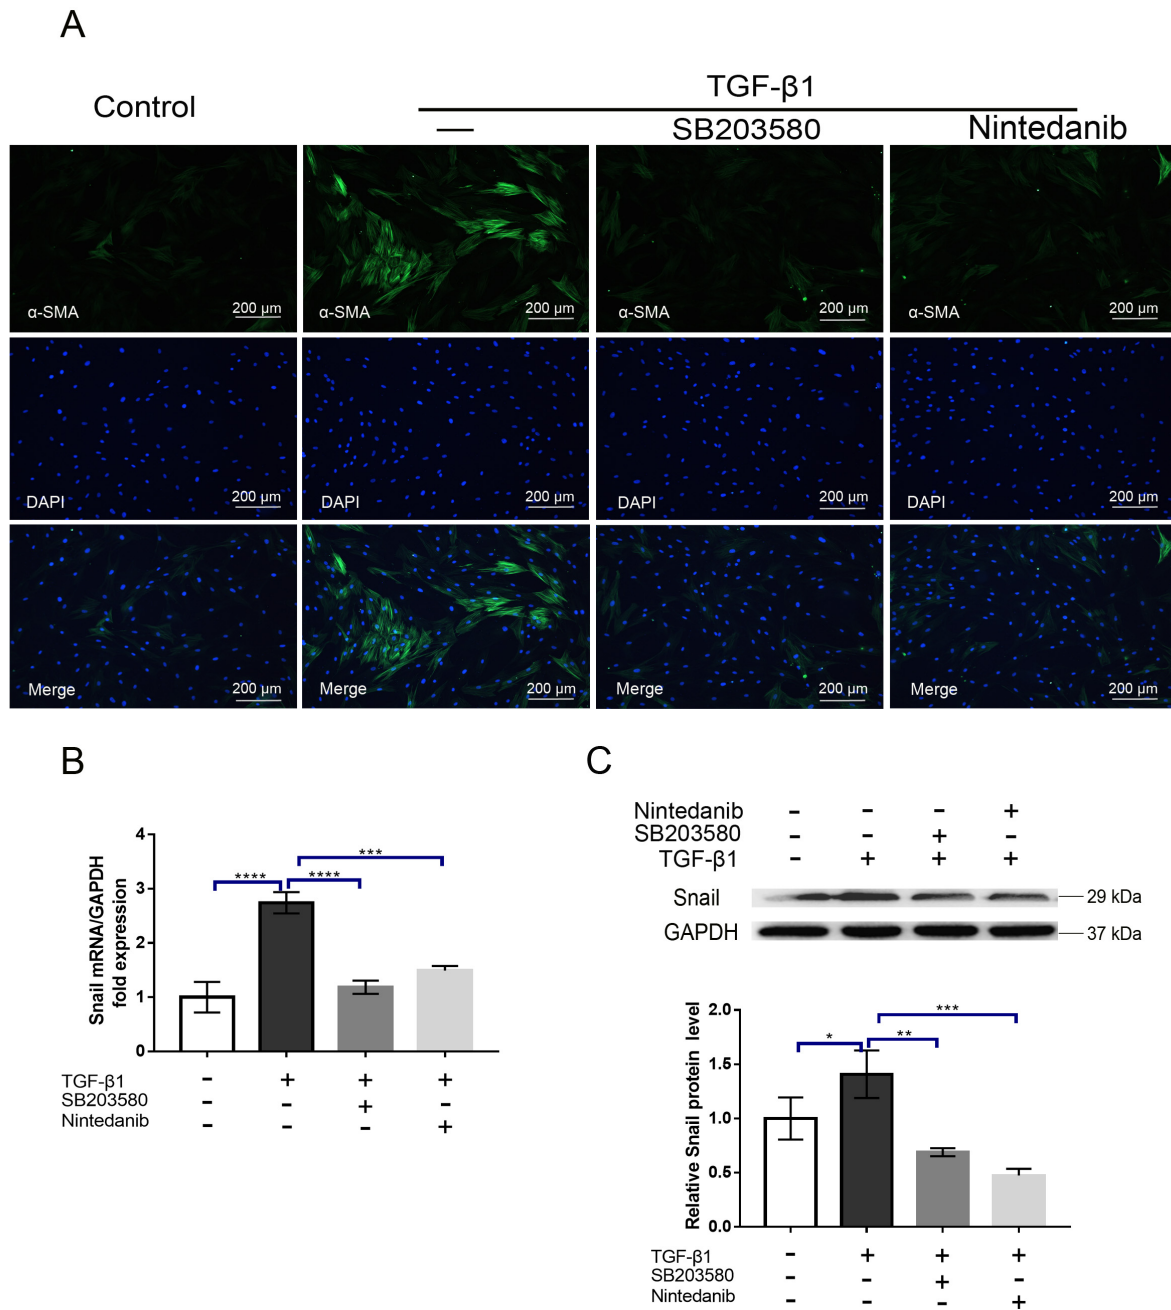 A
TGF-β1
Control
— SB203580 Nintedanib
α-SMA 200 µm α-SMA 200 µm α-SMA 200 µm α-SMA 200 µm
DAPI 200 µm DAPI 200 µm DAPI 200 µm DAPI 200 µm
Merge 200 µm Merge 200 µm Merge 200 µm Merge 200 µm
B
Snail mRNA/GAPDH
fold expression
4
3
2
1
0
****
****
***
TGF-β1 - + + +
SB203580 - - + -
Nintedanib - - - +
C
Nintedanib - - - +
SB203580 - - + -
TGF-β1 - + + +
Snail 29 kDa
GAPDH 37 kDa
Relative Snail protein level
2.0
1.5
1.0
0.5
0.0
*
**
***
TGF-β1 - + + +
SB203580 - - + -
Nintedanib - - - +